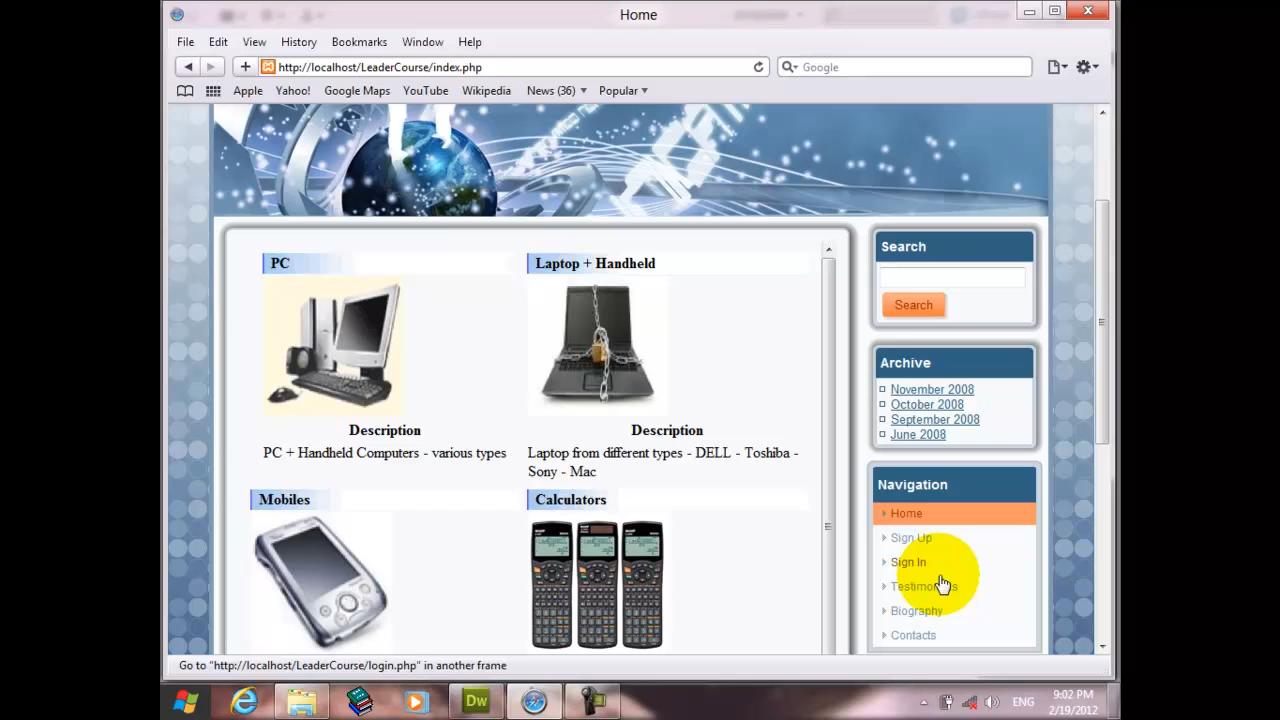 Home
File Edit View History Bookmarks Window Help
http://localhost/LeaderCourse/index.php
Google
Apple Yahoo! Google Maps YouTube Wikipedia News (36) Popular
PC
Laptop + Handheld
Description
Description
PC + Handheld Computers - various types
Laptop from different types - DELL - Toshiba -
Sony - Mac
Mobiles
Calculators
Search
Search
Archive
November 2008
October 2008
September 2008
June 2008
Navigation
Home
Sign Up
Sign In
Testimonials
Biography
Contacts
Go to "http://localhost/LeaderCourse/login.php" in another frame
Dw
ENG
9:02 PM
2/19/2012